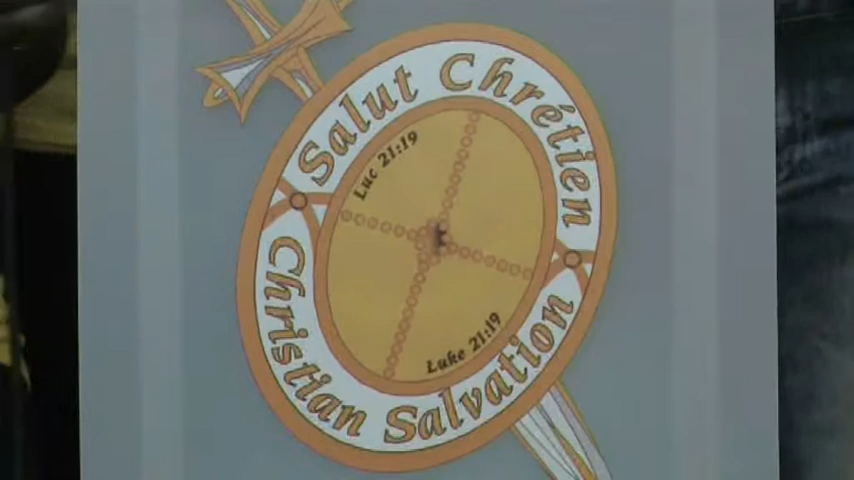 Salut Chrétien
Luc 21:19
Luke 21:19
Christian Salvation